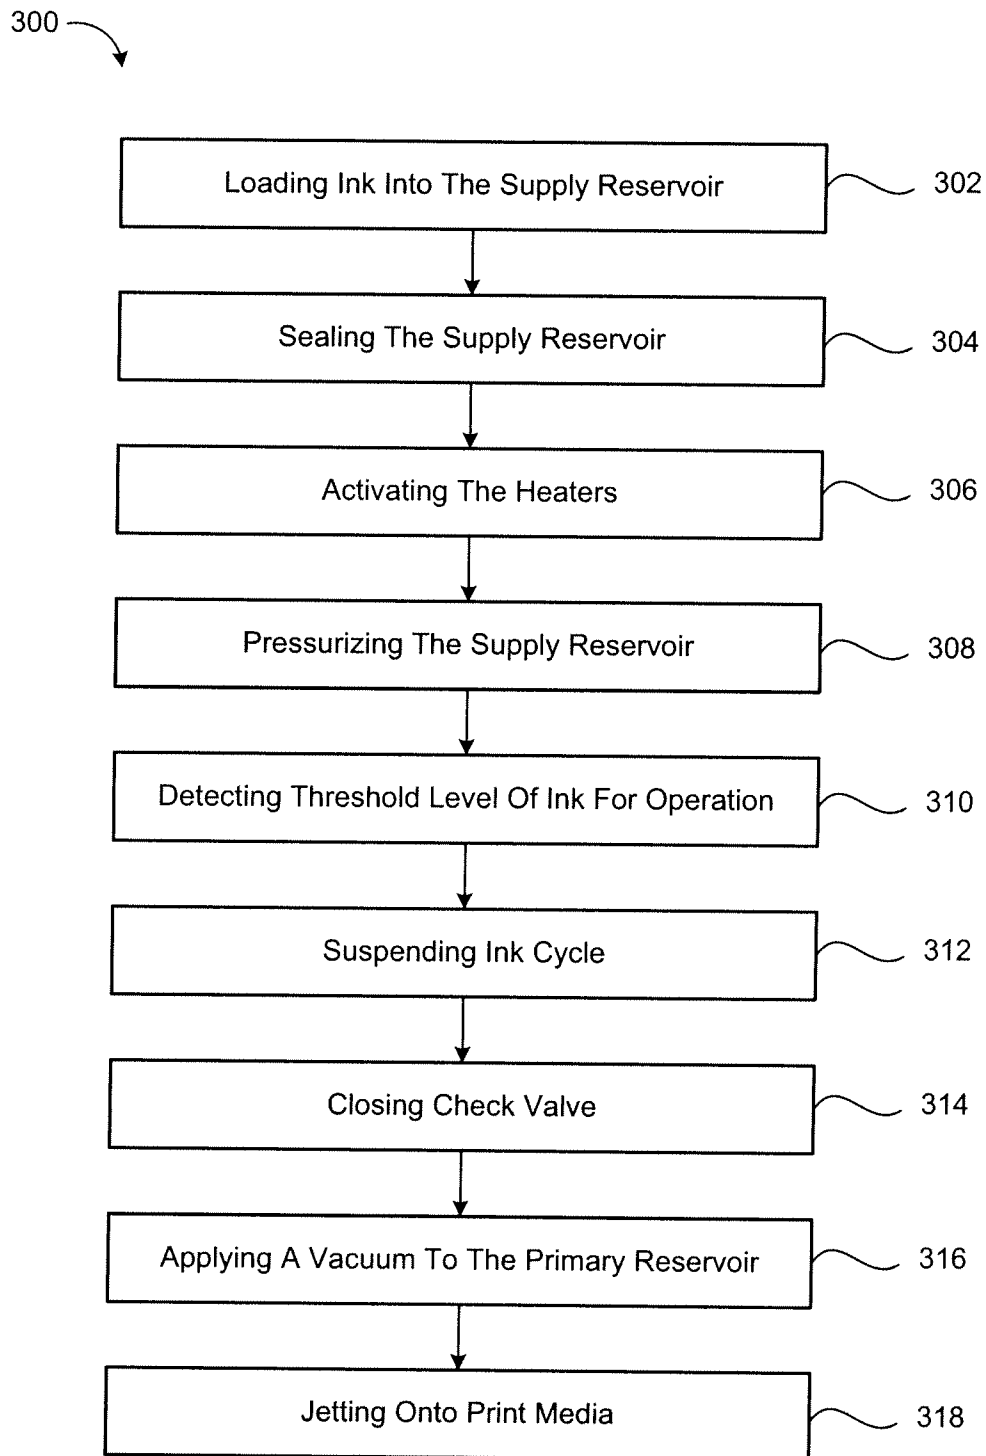 300
Loading Ink Into The Supply Reservoir 302
Sealing The Supply Reservoir 304
Activating The Heaters 306
Pressurizing The Supply Reservoir 308
Detecting Threshold Level Of Ink For Operation 310
Suspending Ink Cycle 312
Closing Check Valve 314
Applying A Vacuum To The Primary Reservoir 316
Jetting Onto Print Media 318